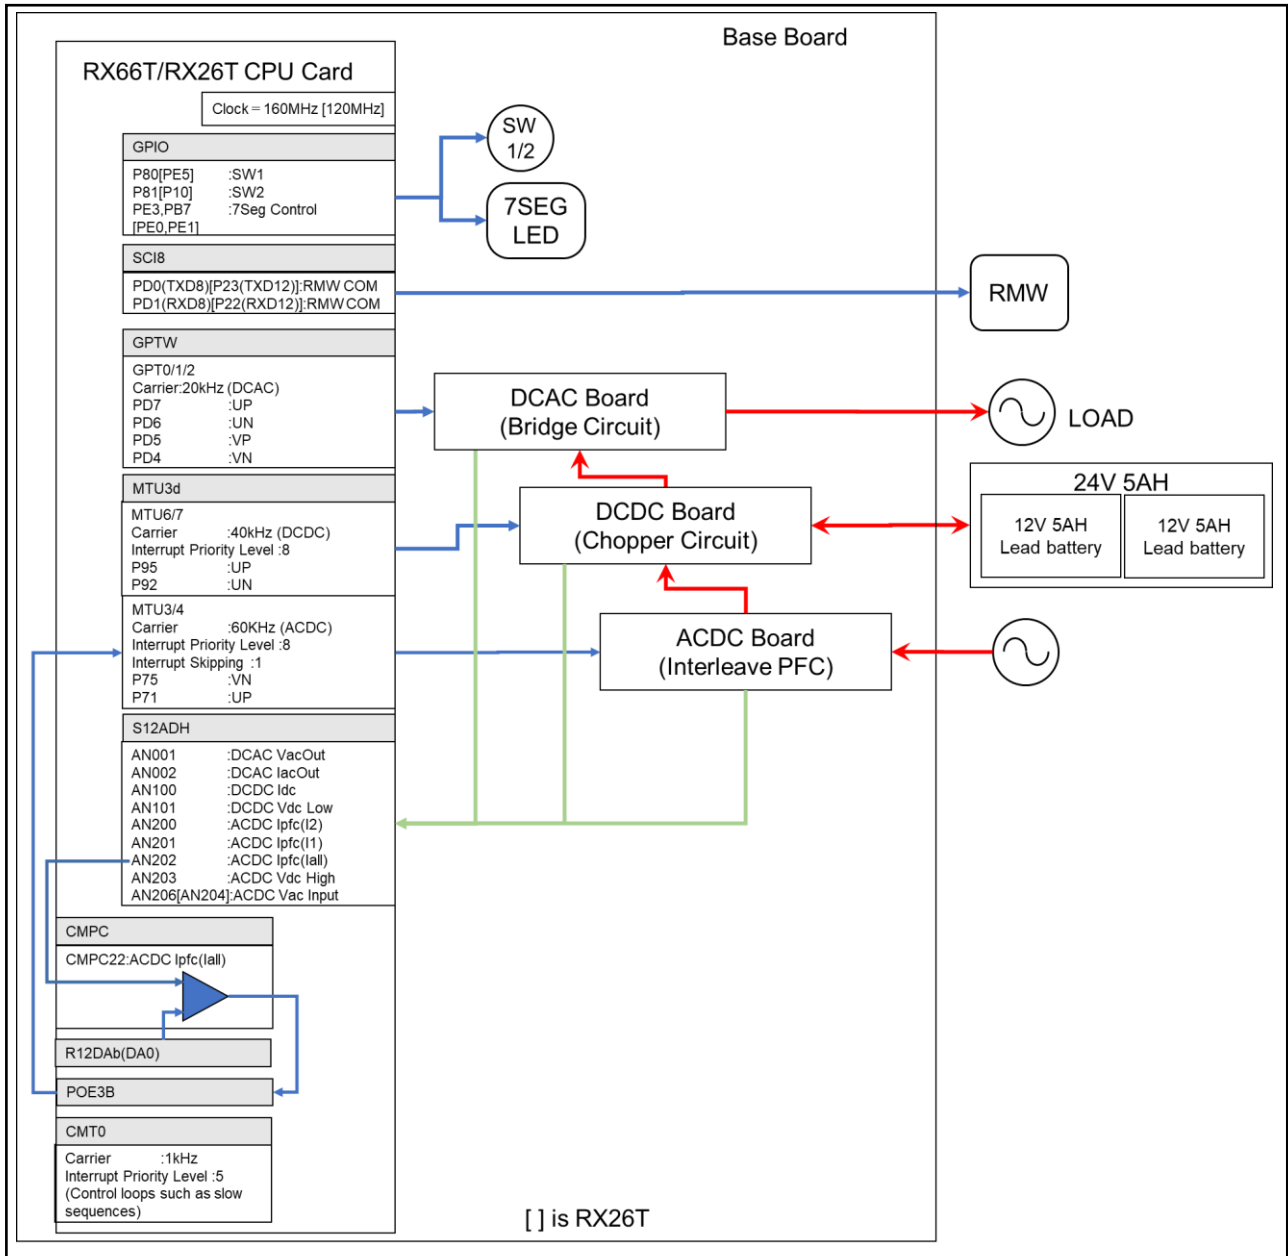 Base Board
RX66T/RX26T CPU Card
Clock = 160MHz [120MHz]
GPIO
P80[PE5] :SW1
P81[P10] :SW2
PE3,PB7 :7Seg Control
[PE0,PE1]
SW
1/2
7SEG
LED
SCI8
PD0(TXD8)[P23(TXD12)]:RMW COM
PD1(RXD8)[P22(RXD12)]:RMW COM
RMW
GPTW
GPT0/1/2
Carrier:20kHz (DCAC)
PD7 :UP
PD6 :UN
PD5 :VP
PD4 :VN
DCAC Board
(Bridge Circuit)
LOAD
MTU3d
MTU6/7
Carrier :40kHz (DCDC)
Interrupt Priority Level :8
P95 :UP
P92 :UN
DCDC Board
(Chopper Circuit)
24V 5AH
12V 5AH
Lead battery
12V 5AH
Lead battery
MTU3/4
Carrier :60KHz (ACDC)
Interrupt Priority Level :8
Interrupt Skipping :1
P75 :VN
P71 :UP
ACDC Board
(Interleave PFC)
S12ADH
AN001 :DCAC VacOut
AN002 :DCAC IacOut
AN100 :DCDC Idc
AN101 :DCDC Vdc Low
AN200 :ACDC Ipfc(I2)
AN201 :ACDC Ipfc(I1)
AN202 :ACDC Ipfc(Iall)
AN203 :ACDC Vdc High
AN206[AN204]:ACDC Vac Input
CMPC
CMPC22:ACDC Ipfc(Iall)
R12DAb(DA0)
POE3B
CMT0
Carrier :1kHz
Interrupt Priority Level :5
(Control loops such as slow
sequences)
[ ] is RX26T